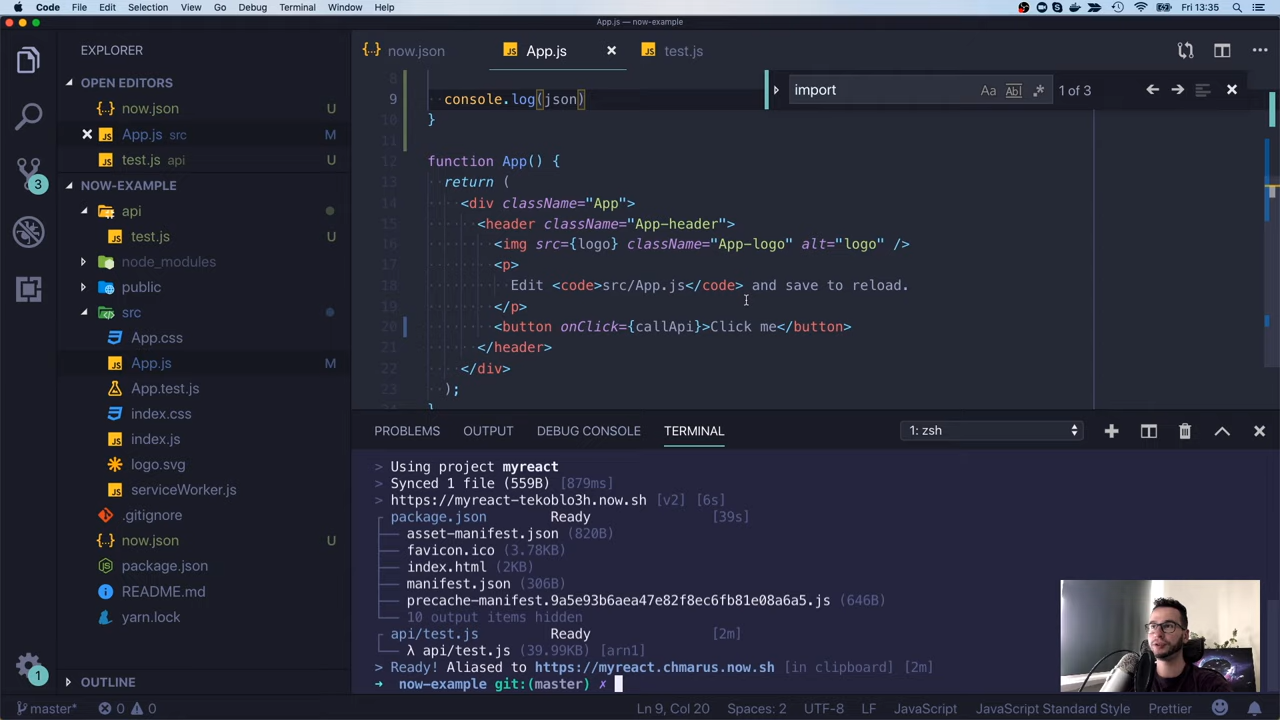 Code File Edit Selection View Go Debug Terminal Window Help Fri 13:35
App.js — now-example
EXPLORER
OPEN EDITORS
now.json U
App.js src M
test.js api U
NOW-EXAMPLE
api
test.js U
node_modules
public
src
App.css
App.js M
App.test.js
index.css
index.js
logo.svg
serviceWorker.js
.gitignore
now.json U
package.json
README.md
yarn.lock
OUTLINE
3
1
now.json App.js test.js
import Aa Abl .* 1 of 3
8
9 console.log(json)
10 }
11
12 function App() {
13 return (
14 <div className="App">
15 <header className="App-header">
16 <img src={logo} className="App-logo" alt="logo" />
17 <p>
18 Edit <code>src/App.js</code> and save to reload.
19 </p>
20 <button onClick={callApi}>Click me</button>
21 </header>
22 </div>
23 );
}
PROBLEMS OUTPUT DEBUG CONSOLE TERMINAL 1: zsh
> Using project myreact
> Synced 1 file (559B) [879ms]
> https://myreact-tekoblo3h.now.sh [v2] [6s]
┌ package.json Ready [39s]
├── asset-manifest.json (820B)
├── favicon.ico (3.78KB)
├── index.html (2KB)
├── manifest.json (306B)
├── precache-manifest.9a5e93b6aea47e82f8ec6fb81e08a6a5.js (646B)
└── 10 output items hidden
┌ api/test.js Ready [2m]
└── λ api/test.js (39.99KB) [arn1]
> Ready! Aliased to https://myreact.chmarus.now.sh [in clipboard] [2m]
➜ now-example git:(master) ✗
master* 0 0 Ln 9, Col 20 Spaces: 2 UTF-8 LF JavaScript JavaScript Standard Style Prettier